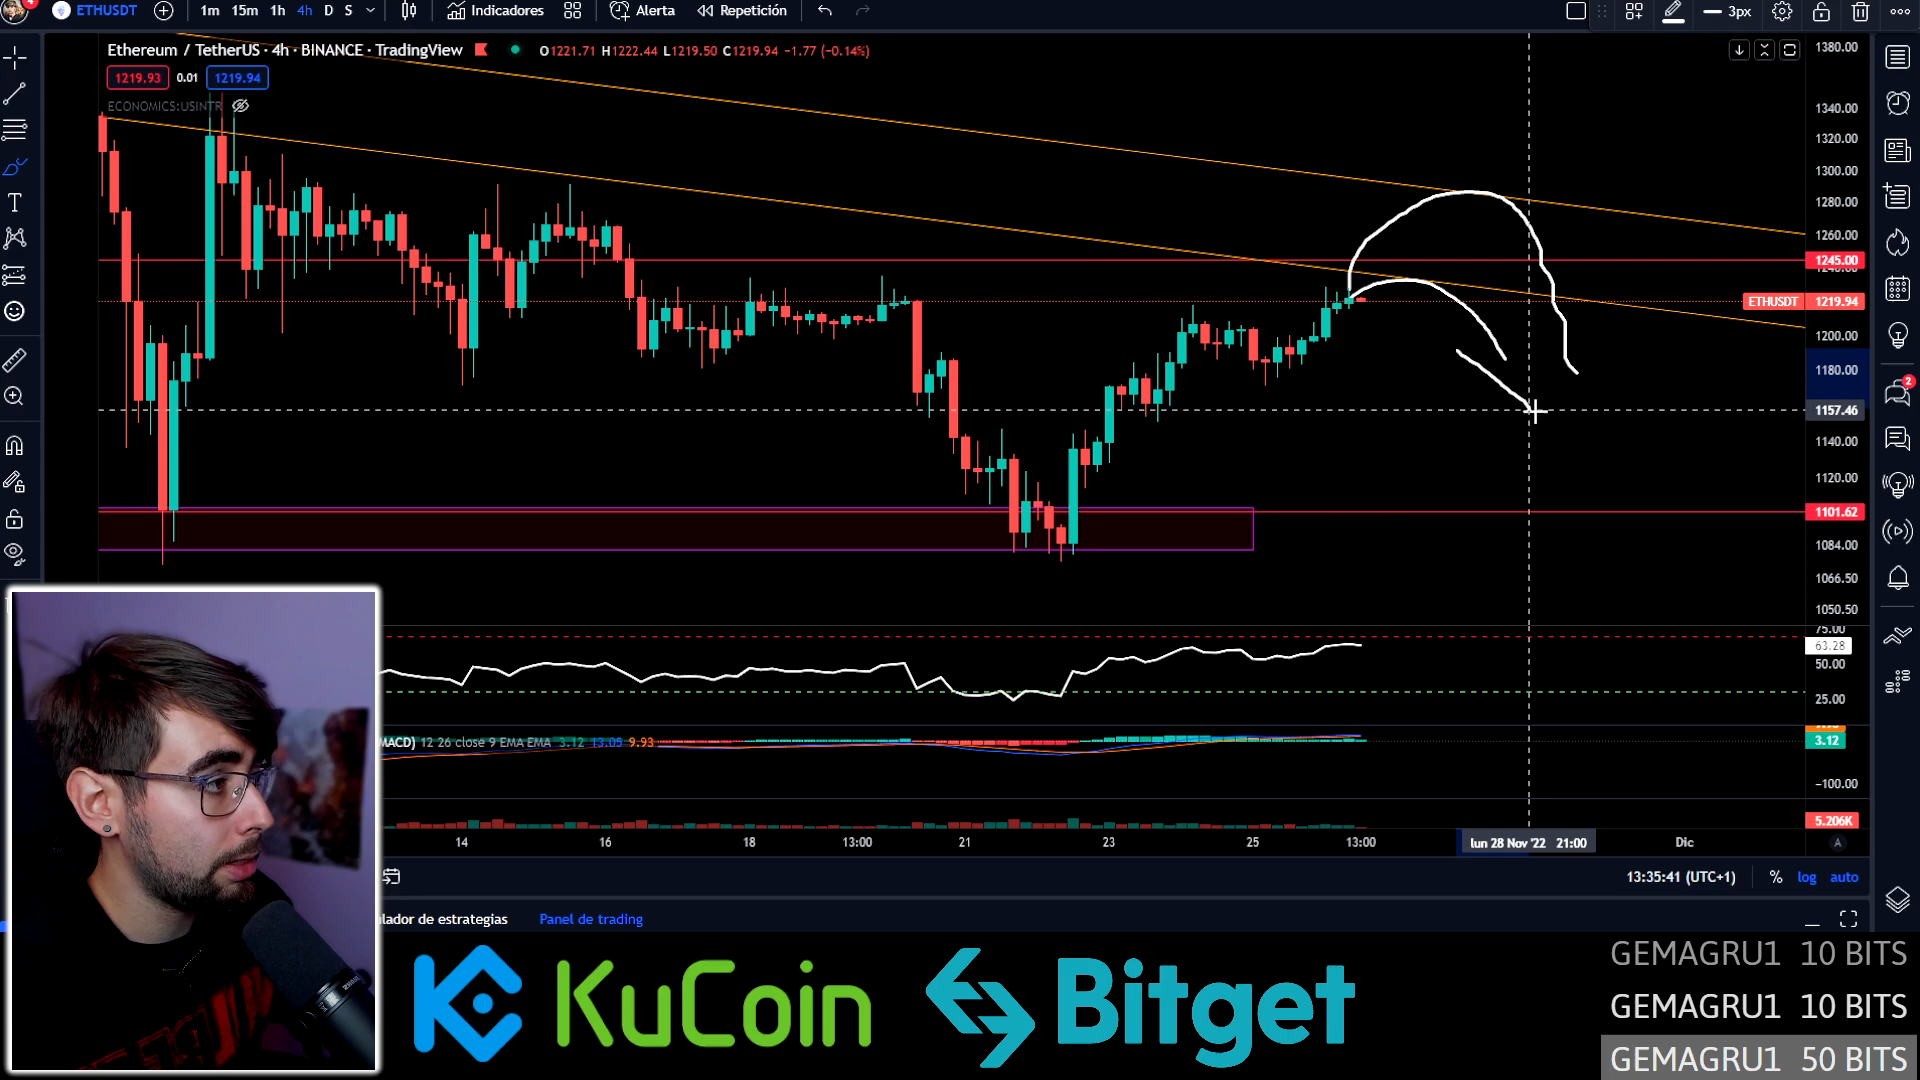 4
ETHUSDT
1m 15m 1h 4h D S
Indicadores
Alerta
Repetición
3px
Ethereum / TetherUS · 4h · BINANCE · TradingView
O1221.71 H1222.44 L1219.50 C1219.94 −1.77 (−0.14%)
1219.93 0.01 1219.94
ECONOMICS:USINTR
1380.00
1340.00
1320.00
1300.00
1280.00
1260.00
1245.00
1240.00
ETHUSDT 1219.94
1200.00
1180.00
1157.46
1140.00
1120.00
1101.62
1084.00
1066.50
1050.50
75.00
63.28
50.00
25.00
MACD) 12 26 close 9 EMA EMA 3.12 13.05 9.93
3.12
−100.00
5.206K
14 16 18 13:00 21 23 25 13:00 lun 28 Nov '22 21:00 Dic
A
2
13:35:41 (UTC+1) % log auto
lador de estrategias Panel de trading
KuCoin
Bitget
GEMAGRU1 10 BITS
GEMAGRU1 10 BITS
GEMAGRU1 50 BITS